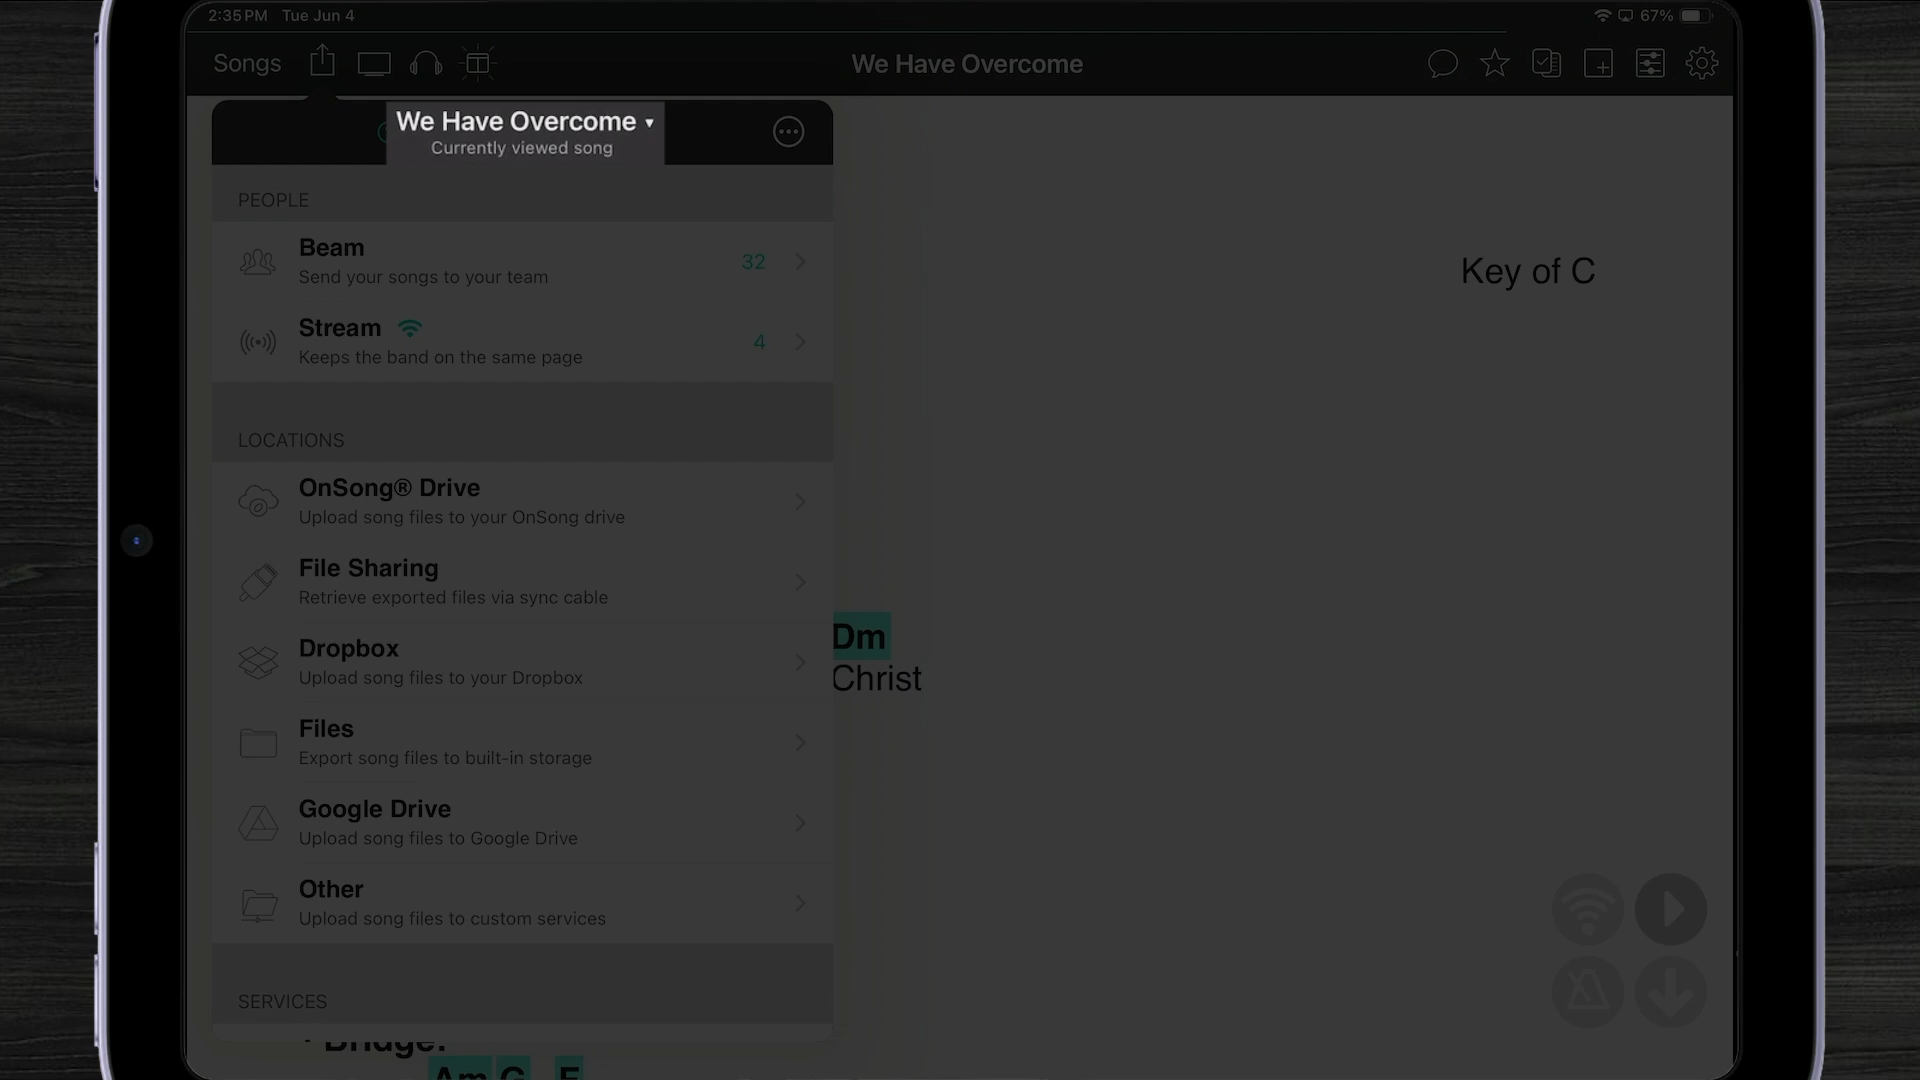 2:35 PM Tue Jun 4
67%
Songs
We Have Overcome
We Have Overcome ▾
Currently viewed song
PEOPLE
Beam
32
Send your songs to your team
Stream
4
Keeps the band on the same page
LOCATIONS
OnSong® Drive
Upload song files to your OnSong drive
File Sharing
Retrieve exported files via sync cable
Dropbox
Upload song files to your Dropbox
Files
Export song files to built-in storage
Google Drive
Upload song files to Google Drive
Other
Upload song files to custom services
SERVICES
Key of C
Dm
Christ
Bridge:
Am G F